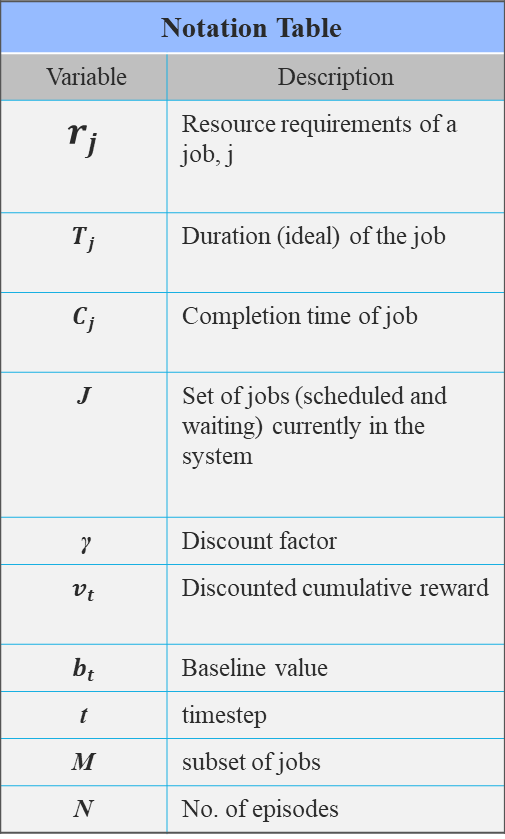 Notation Table
Variable Description
r_j Resource requirements of a
job, j
T_j Duration (ideal) of the job
C_j Completion time of job
J Set of jobs (scheduled and
waiting) currently in the
system
γ Discount factor
v_t Discounted cumulative reward
b_t Baseline value
t timestep
M subset of jobs
N No. of episodes